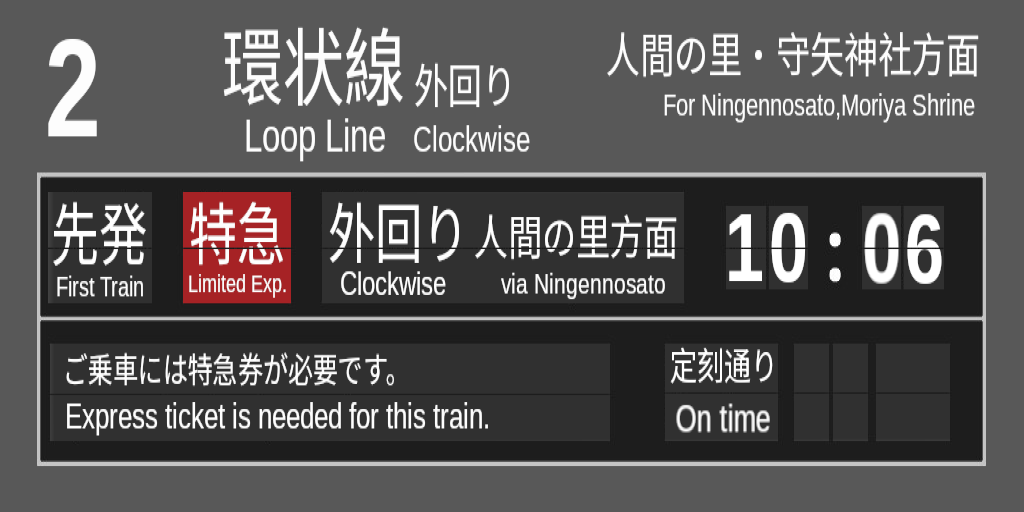 2
環状線 外回り
Loop Line Clockwise
人間の里・守矢神社方面
For Ningennosato,Moriya Shrine
先発 特急 外回り 人間の里方面 10:06
First Train Limited Exp. Clockwise via Ningennosato
ご乗車には特急券が必要です。
Express ticket is needed for this train.
定刻通り
On time